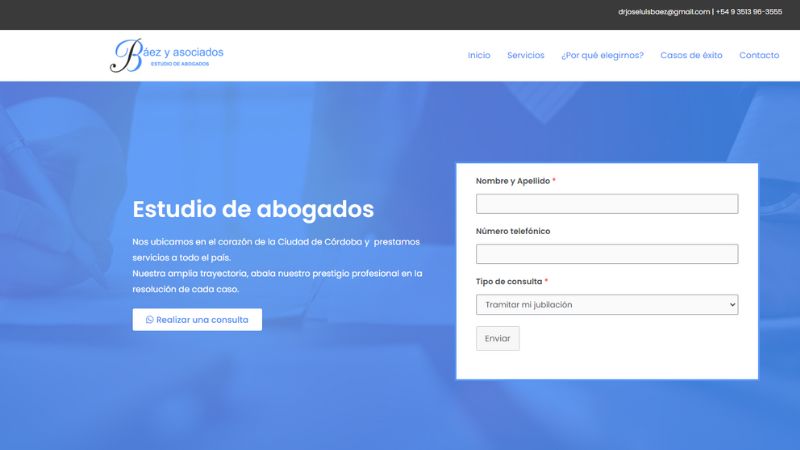 drjoseluisbaez@gmail.com | +54 9 3513 96-3555
Báez y asociados
ESTUDIO DE ABOGADOS
Inicio Servicios ¿Por qué elegirnos? Casos de éxito Contacto
Estudio de abogados
Nos ubicamos en el corazón de la Ciudad de Córdoba y prestamos
servicios a todo el país.
Nuestra amplia trayectoria, abala nuestro prestigio profesional en la
resolución de cada caso.
Realizar una consulta
Nombre y Apellido *
Número telefónico
Tipo de consulta *
Tramitar mi jubilación
Enviar